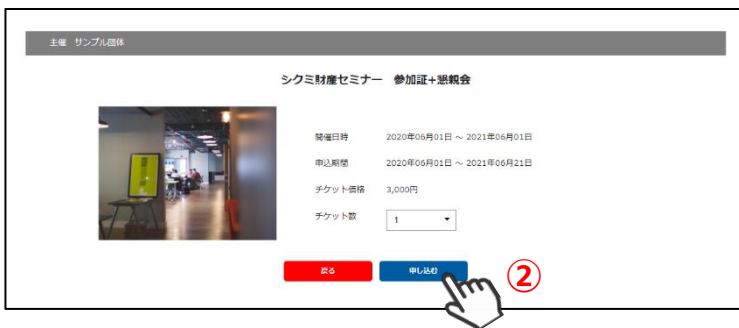 主催 サンプル団体
シクミ財産セミナー 参加証+懇親会
開催日時 2020年06月01日 ～ 2021年06月01日
申込期間 2020年06月01日 ～ 2021年06月21日
チケット価格 3,000円
チケット数 1
戻る 申し込む
②